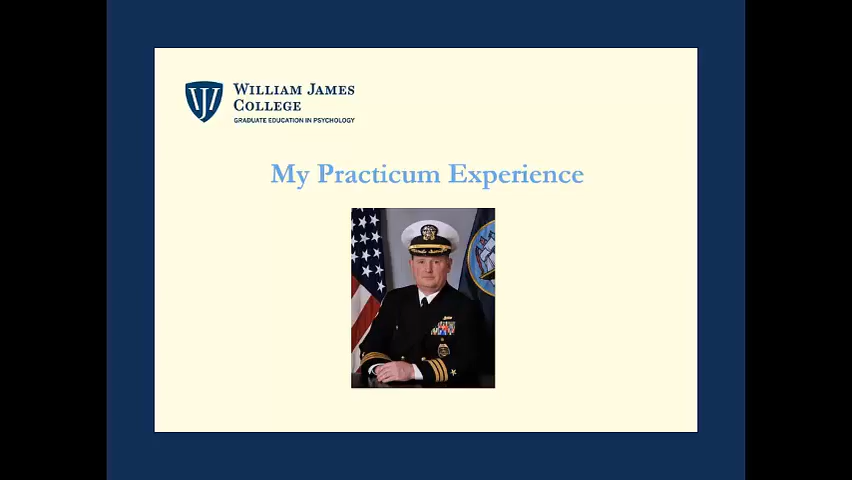 WILLIAM JAMES
COLLEGE
GRADUATE EDUCATION IN PSYCHOLOGY
My Practicum Experience